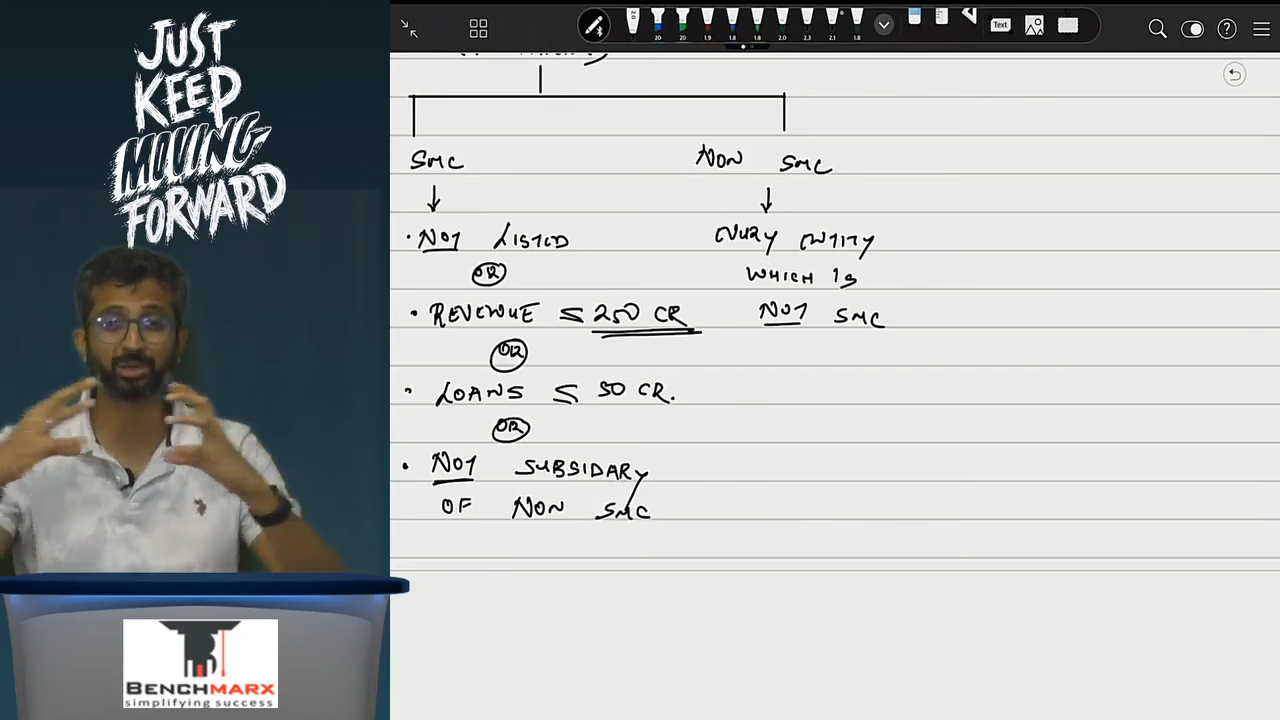 JUST
KEEP
MOVING
FORWARD
BENCHMARX
simplifying success
Text
SMC
NON SMC
• NOT LISTED
OR
• REVENUE ≤ 250 CR
OR
• LOANS ≤ 50 CR.
OR
• NOT SUBSIDARY
OF NON SMC
EVERY ENTITY
WHICH IS
NOT SMC